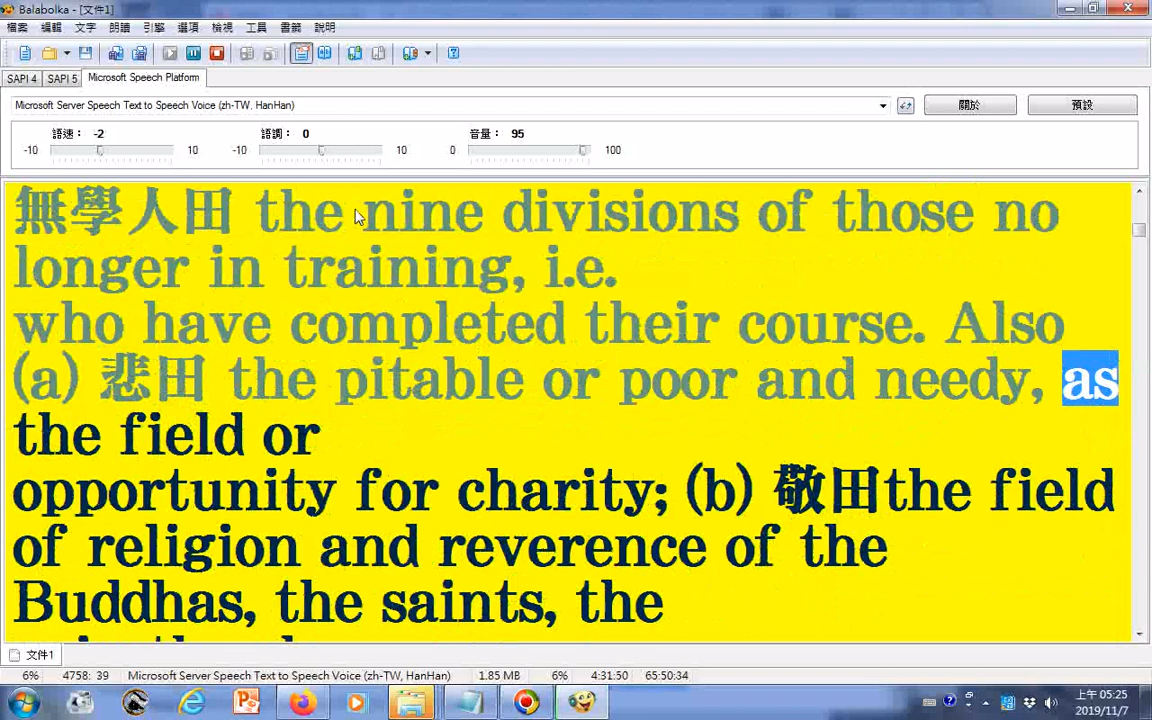 Balabolka - [文件1]
檔案 編輯 文字 朗讀 引擎 選項 檢視 工具 書籤 說明
SAPI 4 SAPI 5 Microsoft Speech Platform
Microsoft Server Speech Text to Speech Voice (zh-TW, HanHan) 關於 預設
語速： -2 語調： 0 音量： 95
-10 10 -10 10 0 100
無學人田 the nine divisions of those no
longer in training, i.e.
who have completed their course. Also
(a) 悲田 the pitable or poor and needy, as
the field or
opportunity for charity; (b) 敬田the field
of religion and reverence of the
Buddhas, the saints, the
文件1
6% 4758: 39 Microsoft Server Speech Text to Speech Voice (zh-TW, HanHan) 1.85 MB 6% 4:31:50 65:50:34
上午 05:25
2019/11/7